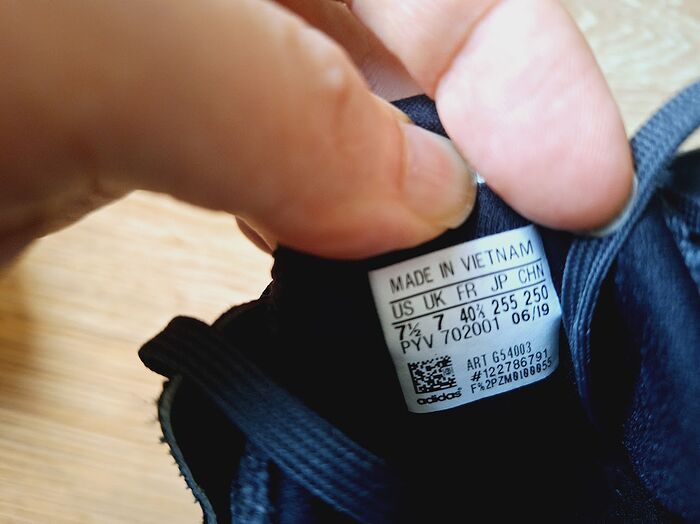 MADE IN VIETNAM
US UK FR JP CHN
7½ 7 40⅔ 255 250
PYV 702001 06/19
ART G54003
#122786791
F%2PZM0100055
adidas